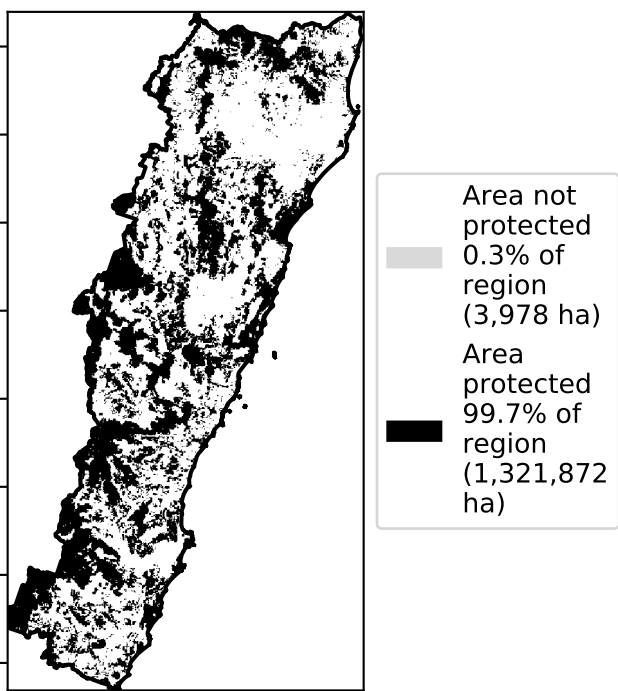 Area not
protected
0.3% of
region
(3,978 ha)
Area
protected
99.7% of
region
(1,321,872
ha)